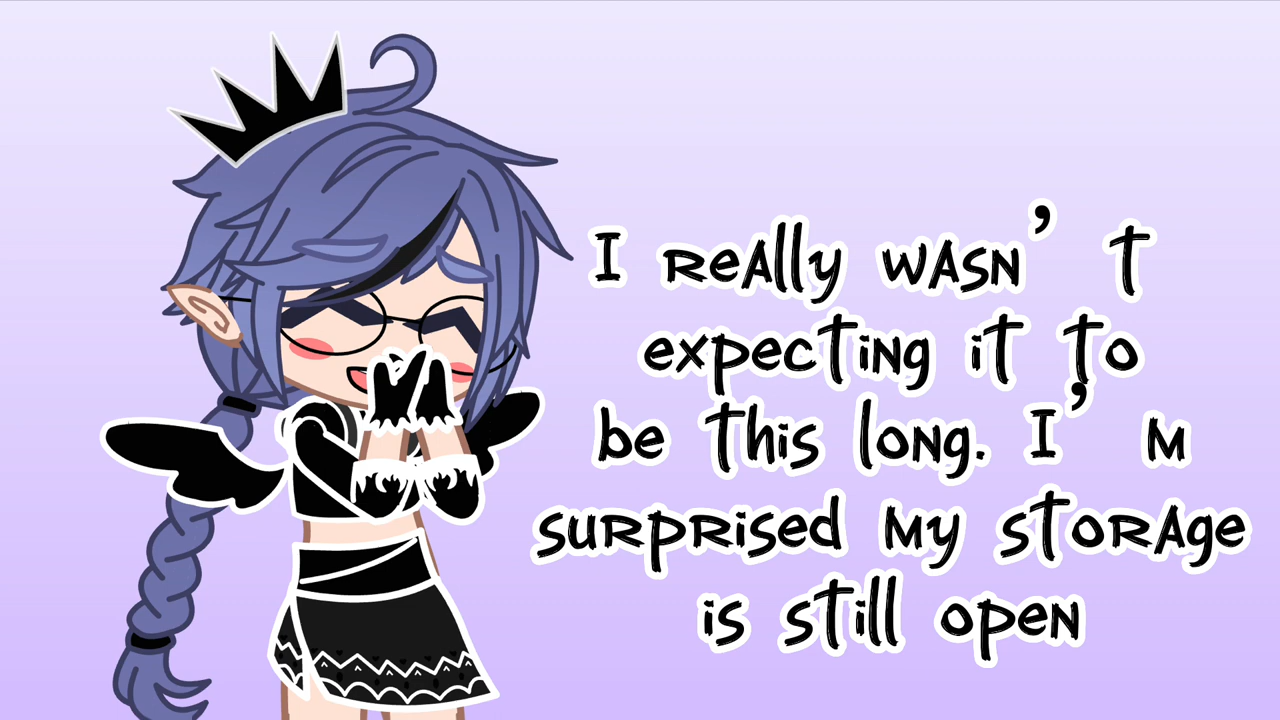 I really wasn’t
expecting it to
be this long. I’m
surprised my storage
is still open